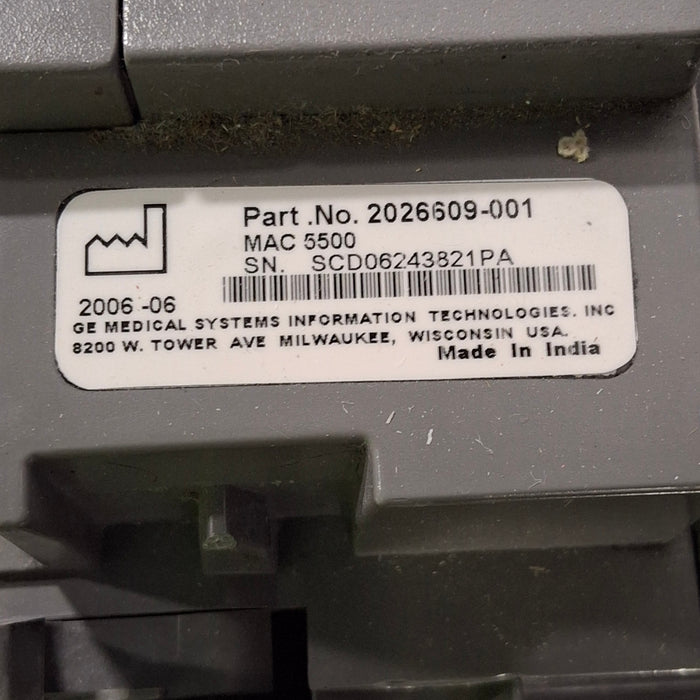 Part .No. 2026609-001
MAC 5500
SN. SCD06243821PA
2006 -06
GE MEDICAL SYSTEMS INFORMATION TECHNOLOGIES. INC
8200 W. TOWER AVE MILWAUKEE, WISCONSIN USA.
Made In India